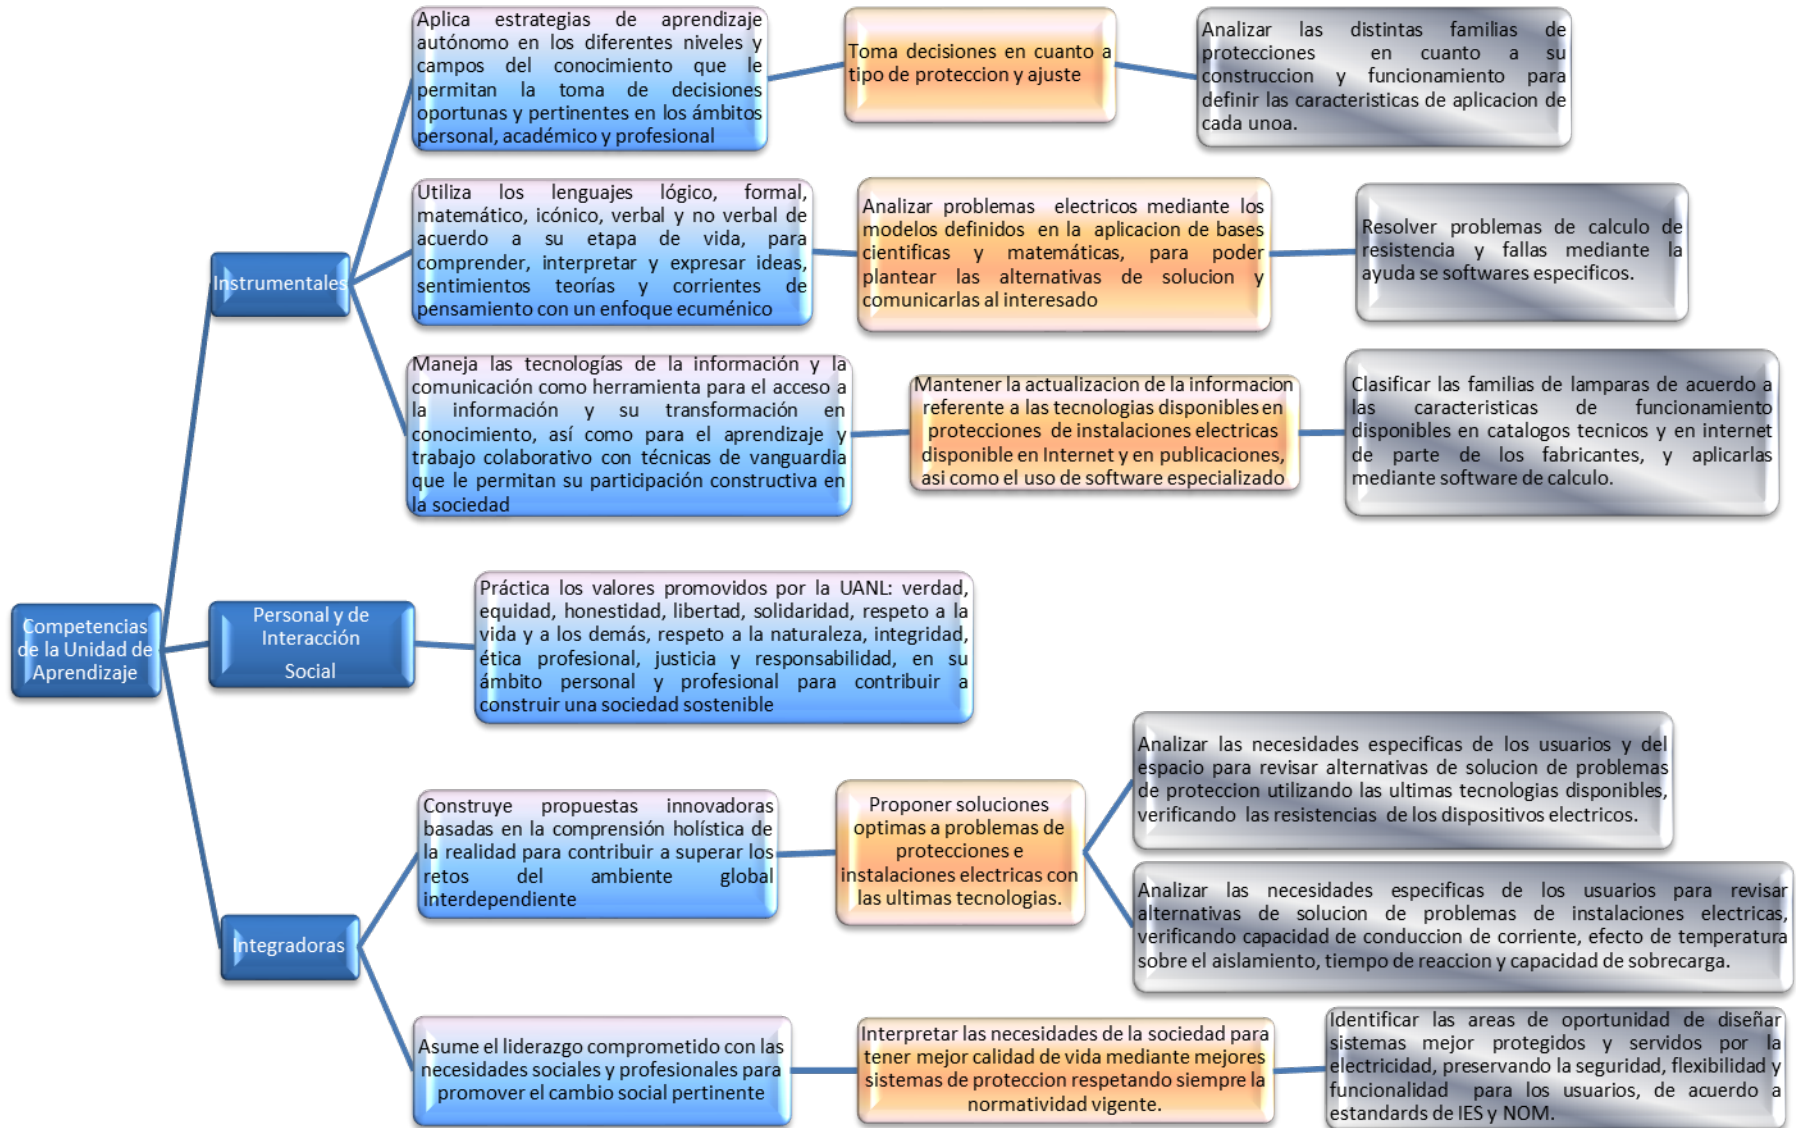 Aplica estrategias de aprendizaje
autónomo en los diferentes niveles y
campos del conocimiento que le
permitan la toma de decisiones
oportunas y pertinentes en los ámbitos
personal, académico y profesional
Toma decisiones en cuanto a
tipo de proteccion y ajuste
Analizar las distintas familias de
protecciones en cuanto a su
construccion y funcionamiento para
definir las caracteristicas de aplicacion de
cada unoa.
Instrumentales
Utiliza los lenguajes lógico, formal,
matemático, icónico, verbal y no verbal de
acuerdo a su etapa de vida, para
comprender, interpretar y expresar ideas,
sentimientos teorías y corrientes de
pensamiento con un enfoque ecuménico
Analizar problemas electricos mediante los
modelos definidos en la aplicacion de bases
cientificas y matemáticas, para poder
plantear las alternativas de solucion y
comunicarlas al interesado
Resolver problemas de calculo de
resistencia y fallas mediante la
ayuda se softwares especificos.
Maneja las tecnologías de la información y la
comunicación como herramienta para el acceso a
la información y su transformación en
conocimiento, así como para el aprendizaje y
trabajo colaborativo con técnicas de vanguardia
que le permitan su participación constructiva en
la sociedad
Mantener la actualizacion de la informacion
referente a las tecnologias disponibles en
protecciones de instalaciones electricas
disponible en Internet y en publicaciones,
asi como el uso de software especializado
Clasificar las familias de lamparas de acuerdo a
las caracteristicas de funcionamiento
disponibles en catalogos tecnicos y en internet
de parte de los fabricantes, y aplicarlas
mediante software de calculo.
Competencias
de la Unidad de
Aprendizaje
Personal y de
Interacción
Social
Práctica los valores promovidos por la UANL: verdad,
equidad, honestidad, libertad, solidaridad, respeto a la
vida y a los demás, respeto a la naturaleza, integridad,
ética profesional, justicia y responsabilidad, en su
ámbito personal y profesional para contribuir a
construir una sociedad sostenible
Integradoras
Construye propuestas innovadoras
basadas en la comprensión holística de
la realidad para contribuir a superar los
retos del ambiente global
interdependiente
Proponer soluciones
optimas a problemas de
protecciones e
instalaciones electricas con
las ultimas tecnologias.
Analizar las necesidades especificas de los usuarios y del
espacio para revisar alternativas de solucion de problemas
de proteccion utilizando las ultimas tecnologias disponibles,
verificando las resistencias de los dispositivos electricos.
Analizar las necesidades especificas de los usuarios para revisar
alternativas de solucion de problemas de instalaciones electricas,
verificando capacidad de conduccion de corriente, efecto de temperatura
sobre el aislamiento, tiempo de reaccion y capacidad de sobrecarga.
Asume el liderazgo comprometido con las
necesidades sociales y profesionales para
promover el cambio social pertinente
Interpretar las necesidades de la sociedad para
tener mejor calidad de vida mediante mejores
sistemas de proteccion respetando siempre la
normatividad vigente.
Identificar las areas de oportunidad de diseñar
sistemas mejor protegidos y servidos por la
electricidad, preservando la seguridad, flexibilidad y
funcionalidad para los usuarios, de acuerdo a
estandards de IES y NOM.